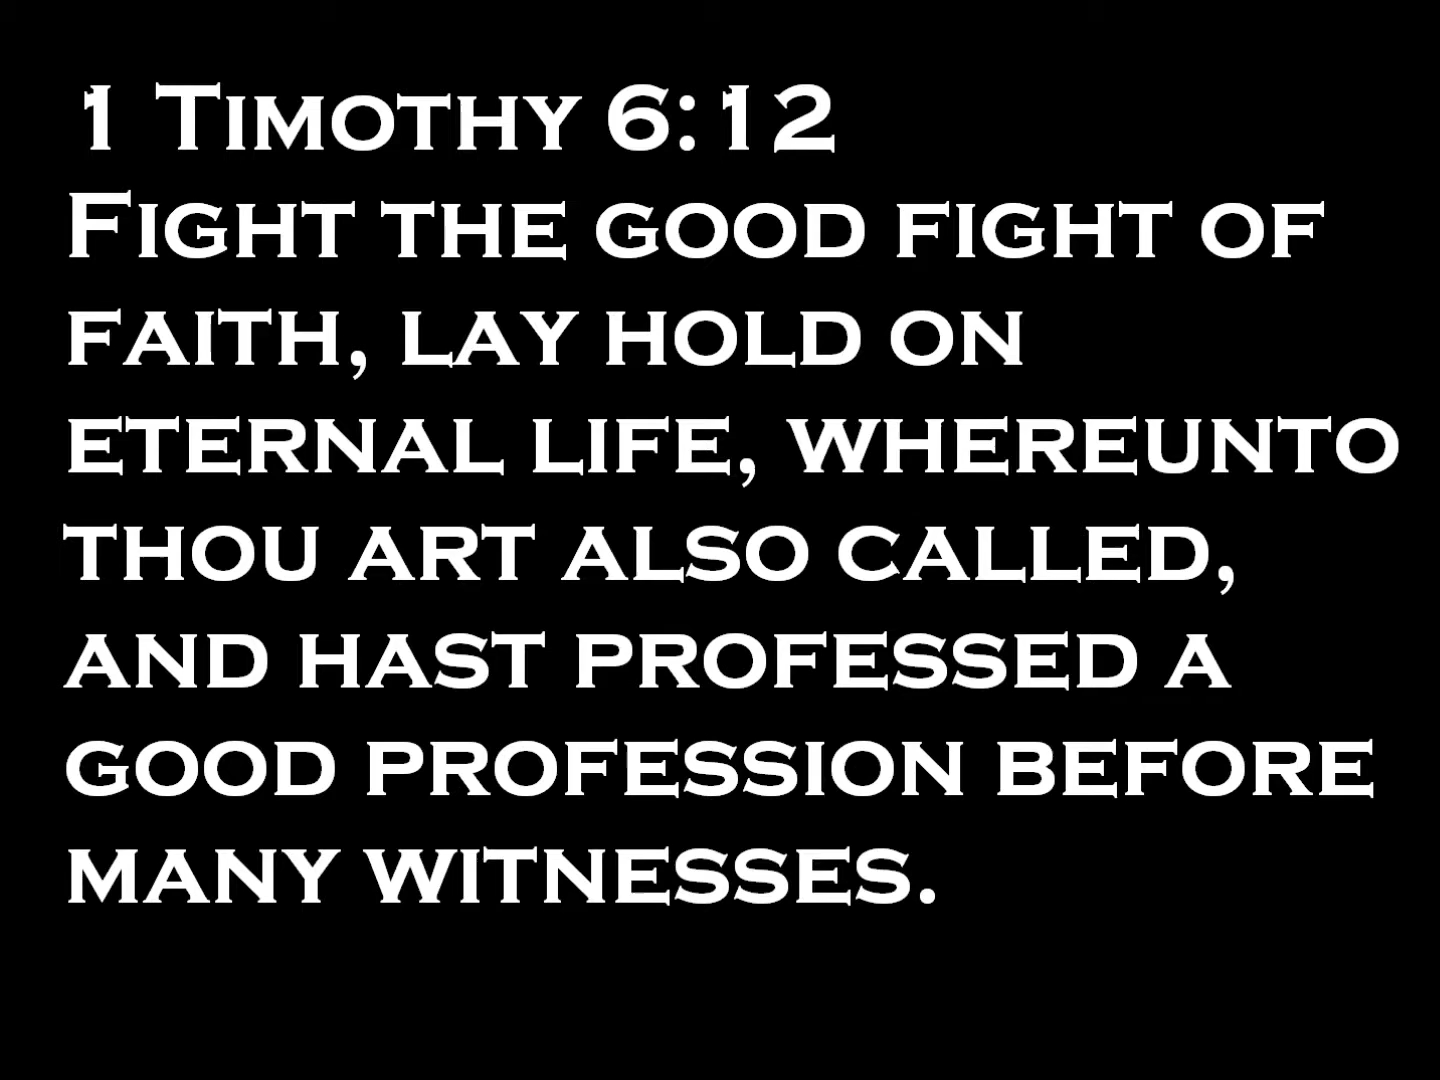 1 Timothy 6:12
Fight the good fight of
faith, lay hold on
eternal life, whereunto
thou art also called,
and hast professed a
good profession before
many witnesses.